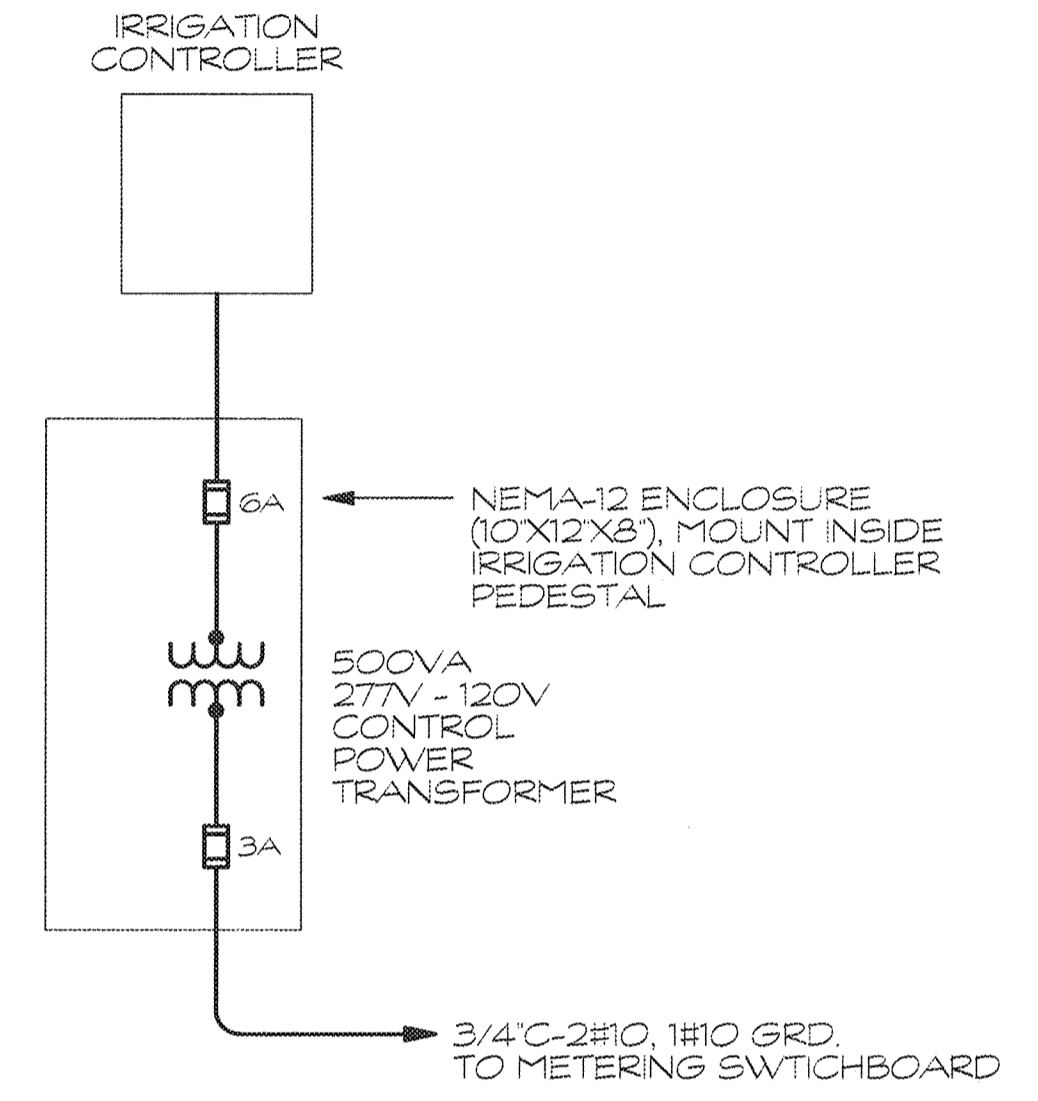 IRRIGATION
CONTROLLER
6A
NEMA-12 ENCLOSURE
(10"X12"X8"), MOUNT INSIDE
IRRIGATION CONTROLLER
PEDESTAL
500VA
277V - 120V
CONTROL
POWER
TRANSFORMER
3A
3/4"C-2#10, 1#10 GRD.
TO METERING SWTICHBOARD